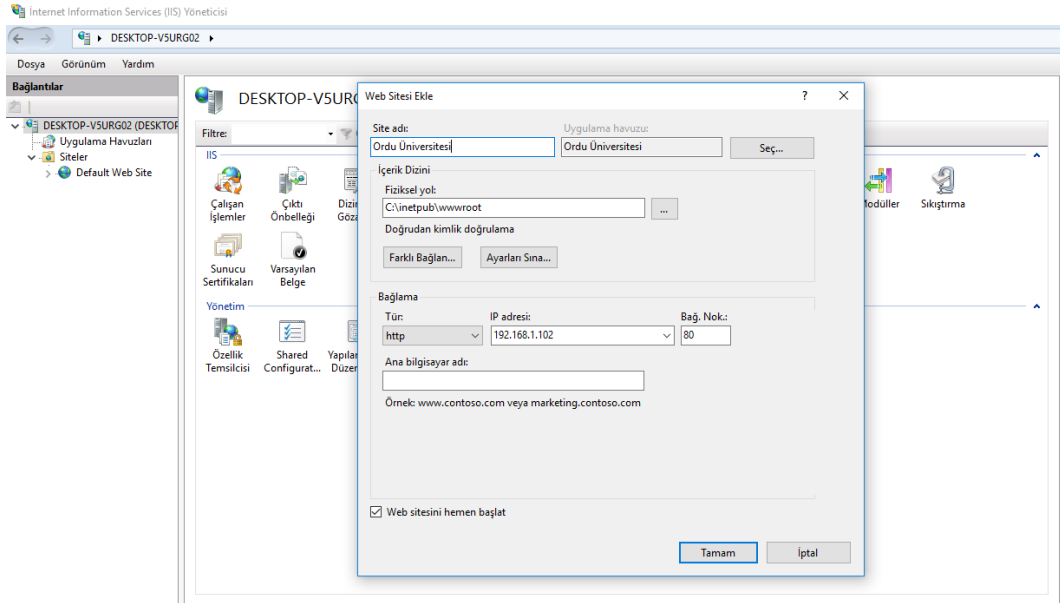 Internet Information Services (IIS) Yöneticisi
DESKTOP-V5URG02
Dosya Görünüm Yardım
Bağlantılar
DESKTOP-V5URG02 (DESKTOP
Uygulama Havuzları
Siteler
Default Web Site
DESKTOP-V5URG
Filtre:
IIS
Çalışan İşlemler
Çıktı Önbelleği
Dizin
Göza
Modüller
Sıkıştırma
Sunucu Sertifikaları
Varsayılan Belge
Yönetim
Özellik Temsilcisi
Shared Configurat...
Yapılan
Düzen
Web Sitesi Ekle
?
Site adı:
Uygulama havuzu:
Ordu Üniversitesi
Ordu Üniversitesi
Seç...
İçerik Dizini
Fiziksel yol:
C:\inetpub\wwwroot
...
Doğrudan kimlik doğrulama
Farklı Bağlan...
Ayarları Sına...
Bağlama
Tür:
IP adresi:
Bağ. Nok.:
http
192.168.1.102
80
Ana bilgisayar adı:
Örnek: www.contoso.com veya marketing.contoso.com
Web sitesini hemen başlat
Tamam
İptal